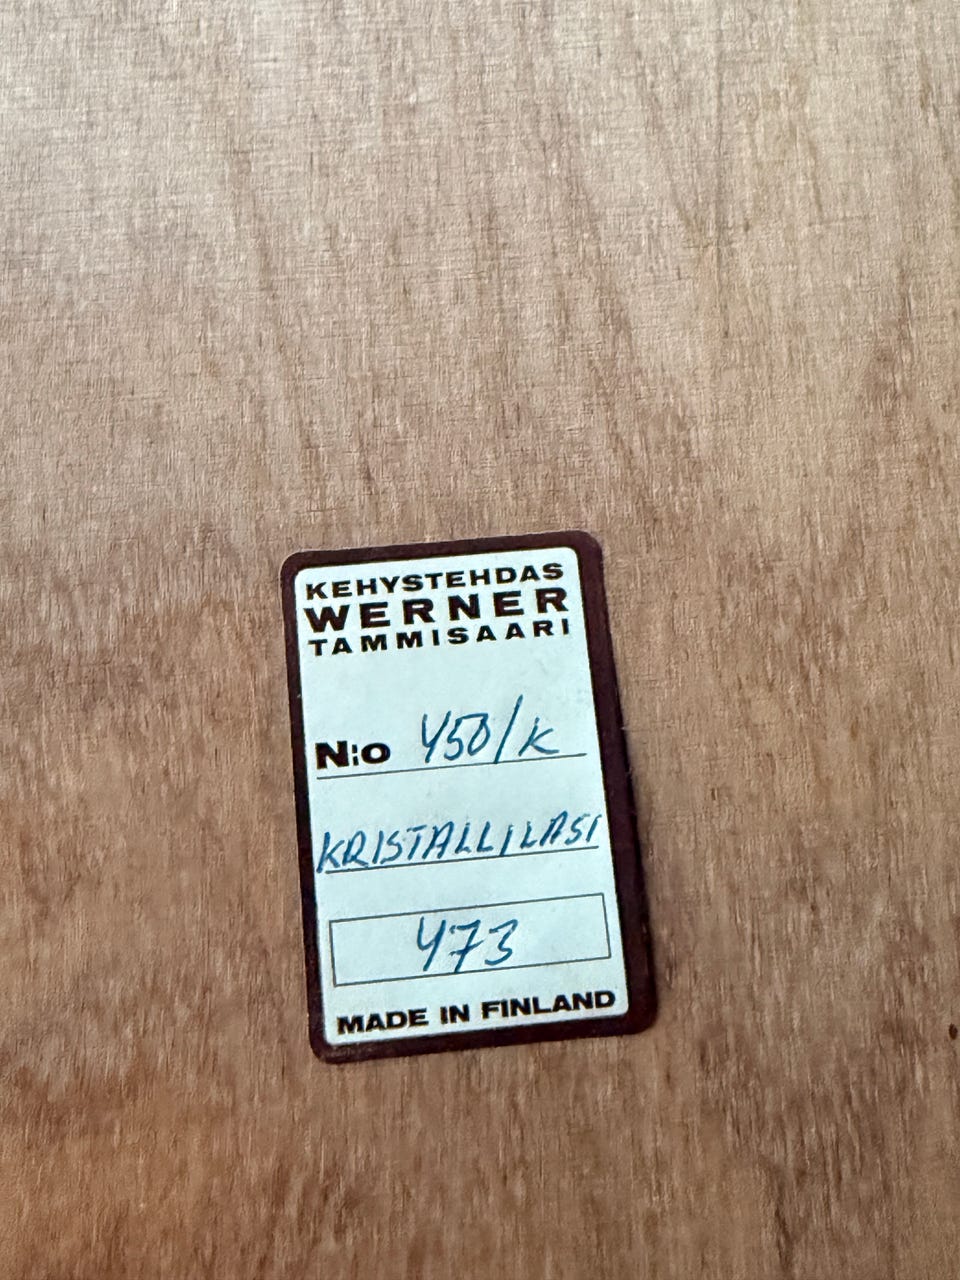 KEHYSTEHDAS
WERNER
TAMMISAARI
N:o 450/K
KRISTALLILASI
473
MADE IN FINLAND